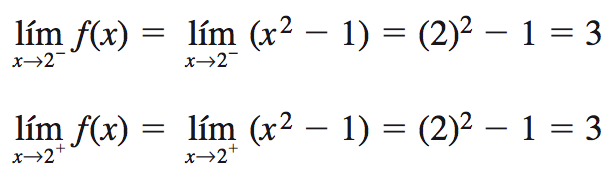 lím f(x) = lím (x² − 1) = (2)² − 1 = 3
x→2⁻ x→2⁻
lím f(x) = lím (x² − 1) = (2)² − 1 = 3
x→2⁺ x→2⁺